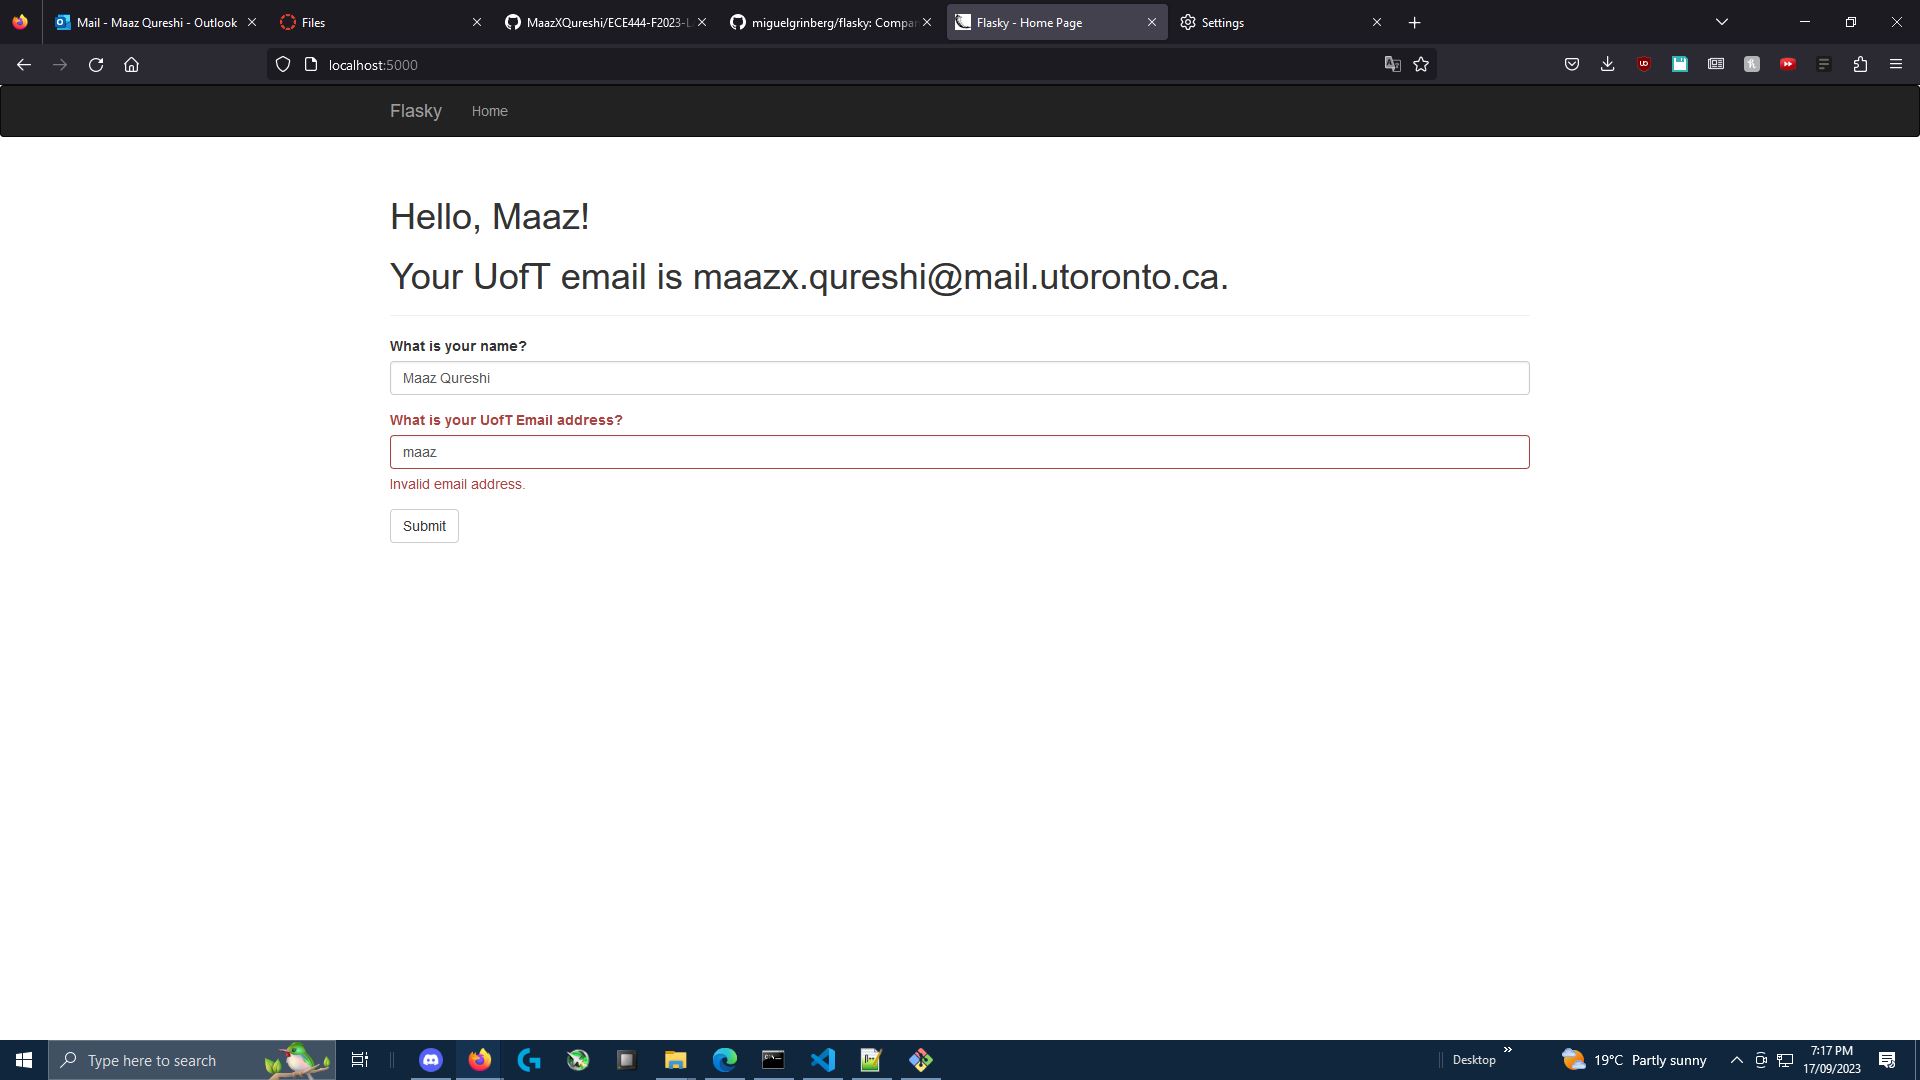 Mail - Maaz Qureshi - Outlook
Files
MaazXQureshi/ECE444-F2023-L
miguelgrinberg/flasky: Compan
Flasky - Home Page
Settings
localhost:5000
Flasky
Home
Hello, Maaz!
Your UofT email is maazx.qureshi@mail.utoronto.ca.
What is your name?
Maaz Qureshi
What is your UofT Email address?
maaz
Invalid email address.
Submit
Type here to search
Desktop
19°C Partly sunny
7:17 PM
17/09/2023